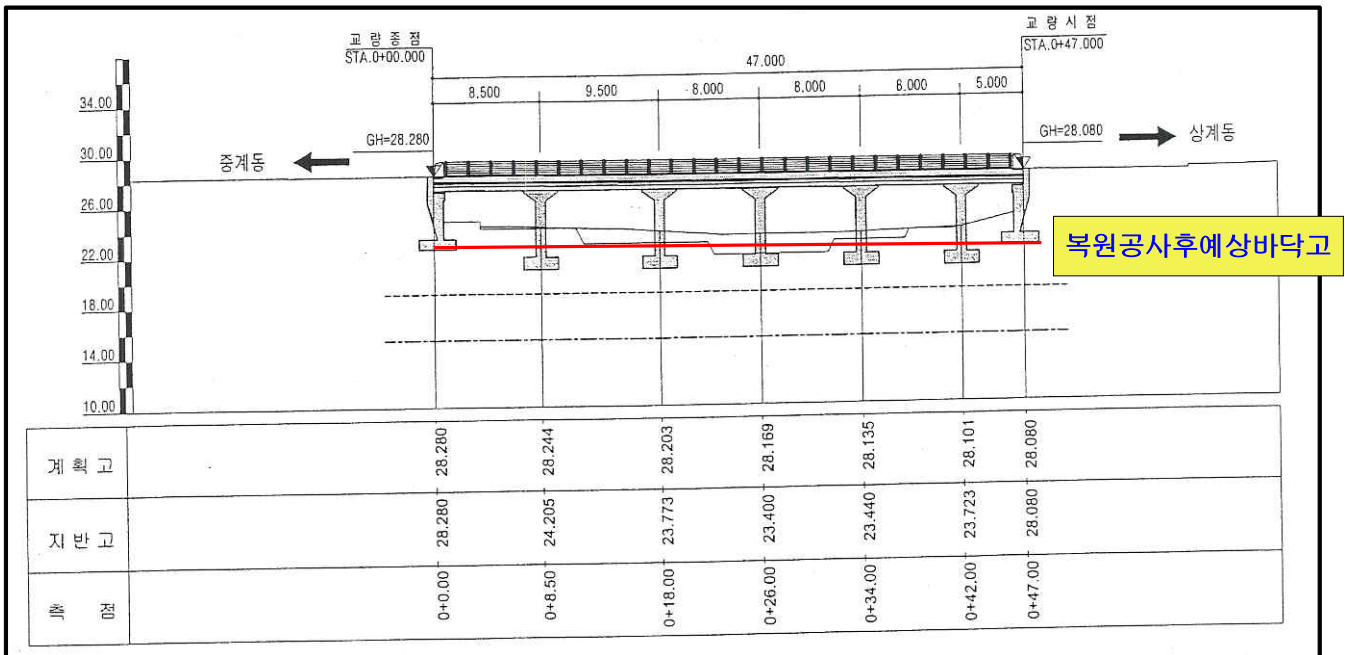 교 량 종 점
STA.0+00.000
교 량 시 점
STA.0+47.000
47.000
8.500 9.500 8.000 8.000 8.000 5.000
34.00
30.00
26.00
22.00
18.00
14.00
10.00
중계동
GH=28.280
GH=28.080
상계동
복원공사후예상바닥고
계 획 고 28.280 28.244 28.203 28.169 28.135 28.101 28.080
지 반 고 28.280 24.205 23.773 23.400 23.440 23.723 28.080
측 점 0+0.00 0+8.50 0+18.00 0+26.00 0+34.00 0+42.00 0+47.00